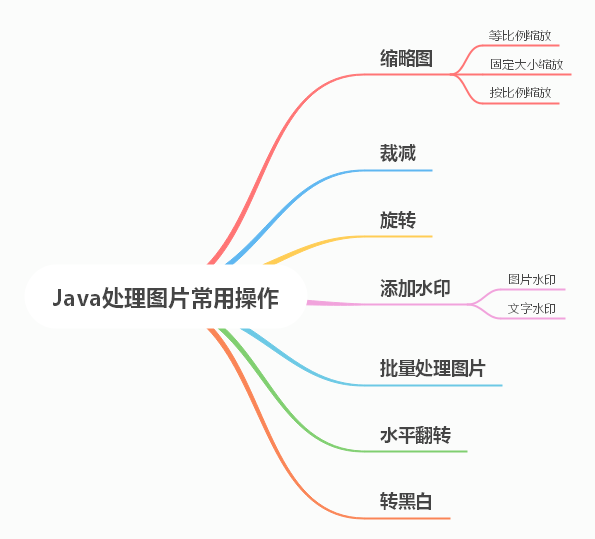 缩略图
等比例缩放
固定大小缩放
按比例缩放
裁减
旋转
Java处理图片常用操作
添加水印
图片水印
文字水印
批量处理图片
水平翻转
转黑白